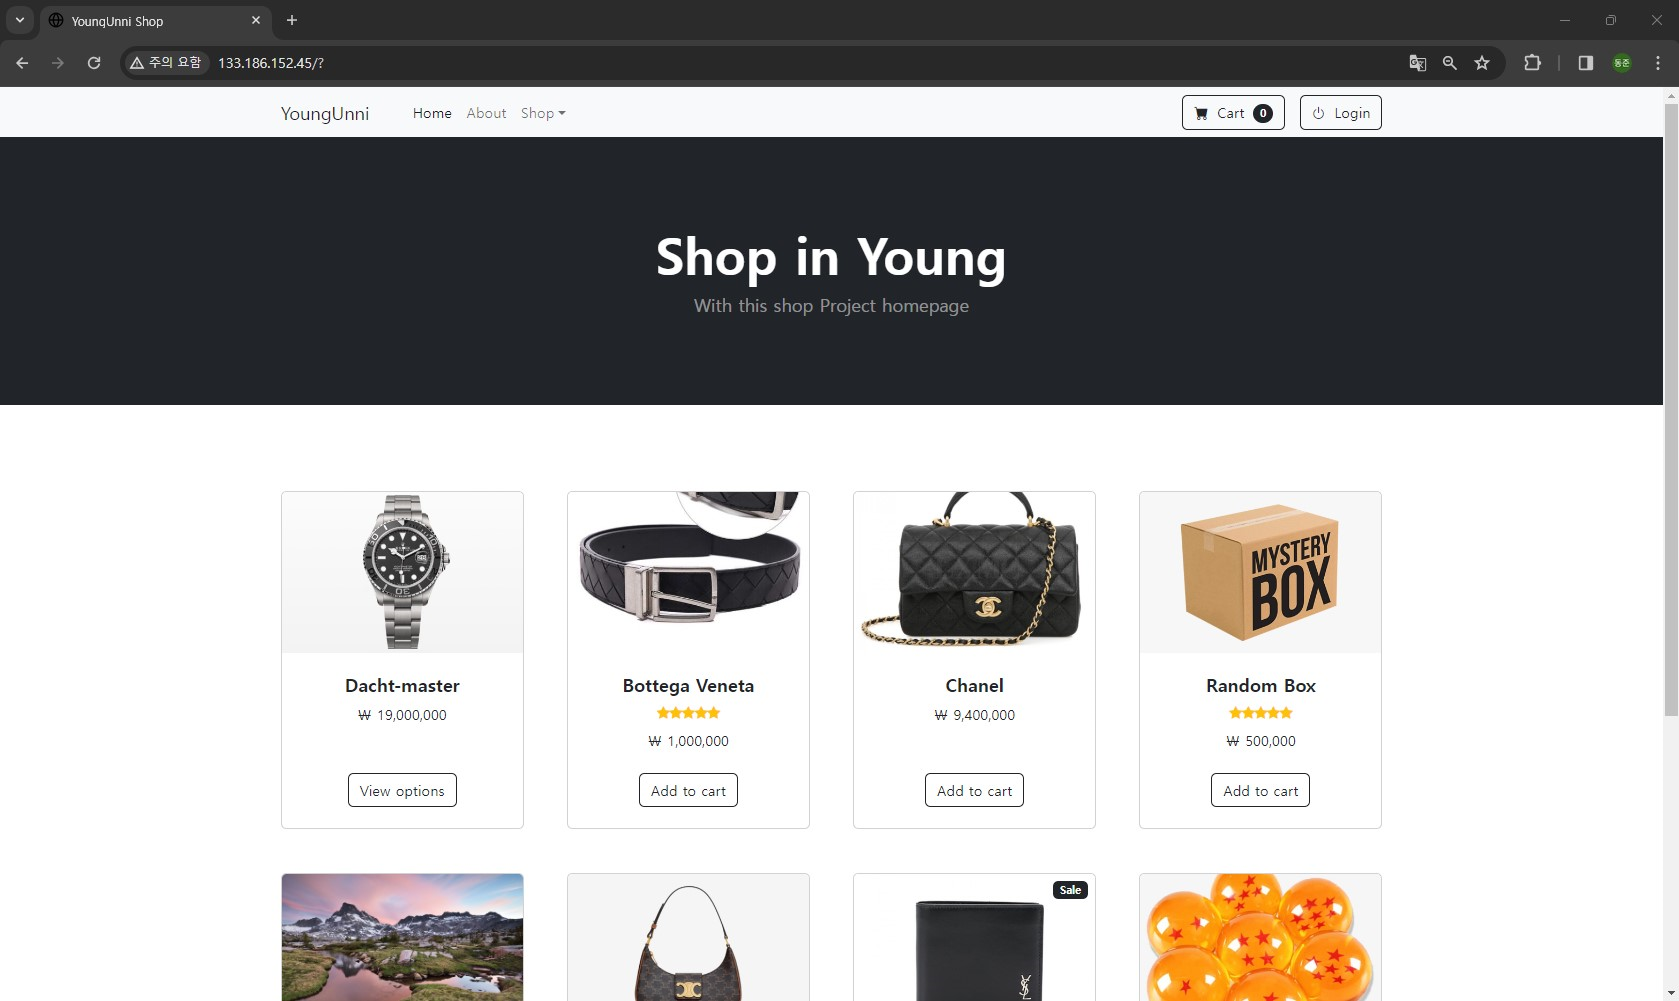 YoungUnni Shop
주의 요함 133.186.152.45/?
동준
YoungUnni Home About Shop Cart 0 Login
Shop in Young
With this shop Project homepage
MYSTERY
BOX
Dacht-master
₩ 19,000,000
View options
Bottega Veneta
₩ 1,000,000
Add to cart
Chanel
₩ 9,400,000
Add to cart
Random Box
₩ 500,000
Add to cart
Sale
YSL